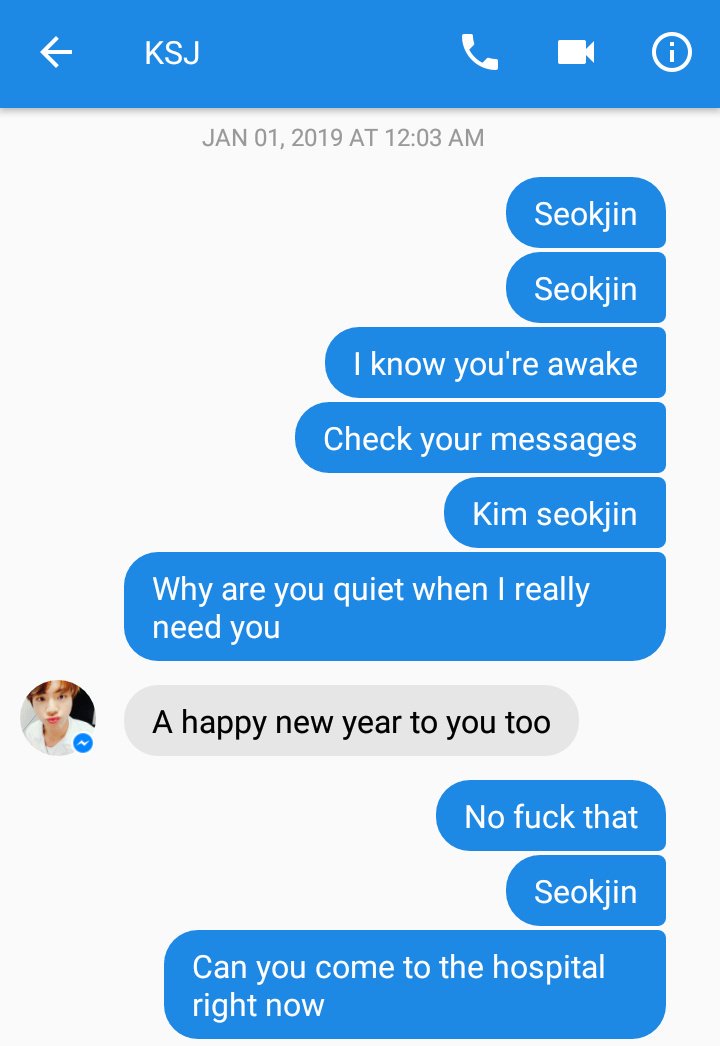 KSJ
JAN 01, 2019 AT 12:03 AM
Seokjin
Seokjin
I know you're awake
Check your messages
Kim seokjin
Why are you quiet when I really
need you
A happy new year to you too
No fuck that
Seokjin
Can you come to the hospital
right now